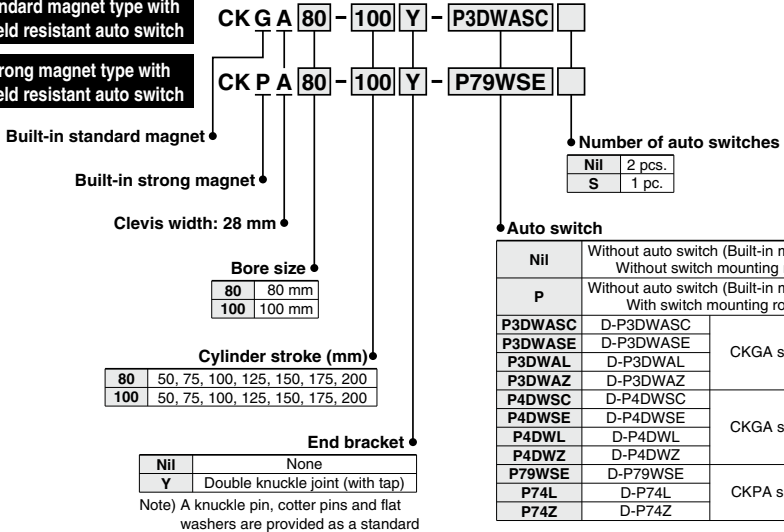 ndard magnet type with
eld resistant auto switch
CK G A 80 - 100 Y - P3DWASC
rong magnet type with
eld resistant auto switch
CK P A 80 - 100 Y - P79WSE
Built-in standard magnet
Built-in strong magnet
Clevis width: 28 mm
Bore size
80 80 mm
100 100 mm
Cylinder stroke (mm)
80 50, 75, 100, 125, 150, 175, 200
100 50, 75, 100, 125, 150, 175, 200
End bracket
Nil None
Y Double knuckle joint (with tap)
Note) A knuckle pin, cotter pins and flat
washers are provided as a standard
Number of auto switches
Nil 2 pcs.
S 1 pc.
Auto switch
Nil Without auto switch (Built-in m
Without switch mounting
P Without auto switch (Built-in m
With switch mounting ro
P3DWASC D-P3DWASC
P3DWASE D-P3DWASE
CKGA s
P3DWAL D-P3DWAL
P3DWAZ D-P3DWAZ
P4DWSC D-P4DWSC
P4DWSE D-P4DWSE
CKGA s
P4DWL D-P4DWL
P4DWZ D-P4DWZ
P79WSE D-P79WSE
P74L D-P74L CKPA s
P74Z D-P74Z